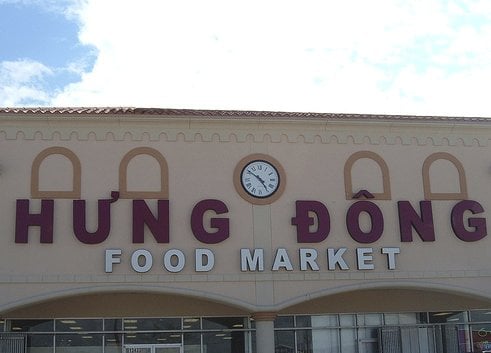 HƯNG ĐÔNG
FOOD MARKET